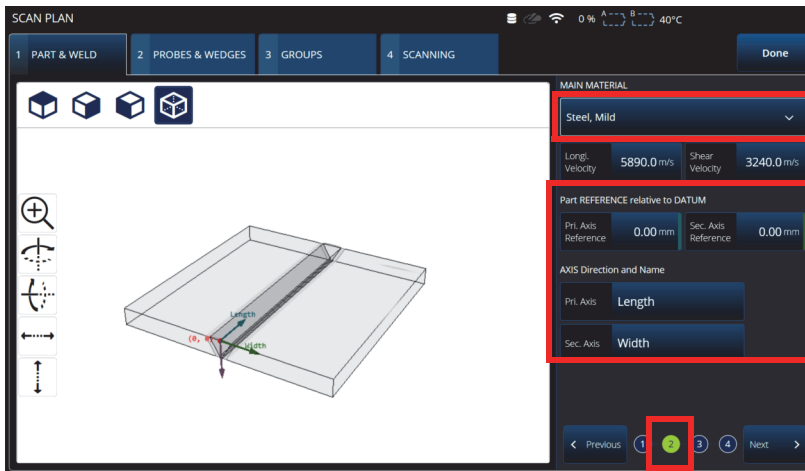 SCAN PLAN
0 % A B 40°C
1 PART & WELD 2 PROBES & WEDGES 3 GROUPS 4 SCANNING Done
MAIN MATERIAL
Steel, Mild
Longi. Velocity 5890.0 m/s Shear Velocity 3240.0 m/s
Part REFERENCE relative to DATUM
Pri. Axis Reference 0.00 mm Sec. Axis Reference 0.00 mm
AXIS Direction and Name
Pri. Axis Length
Sec. Axis Width
Length
(0, 
Width
Previous 1 2 3 4 Next